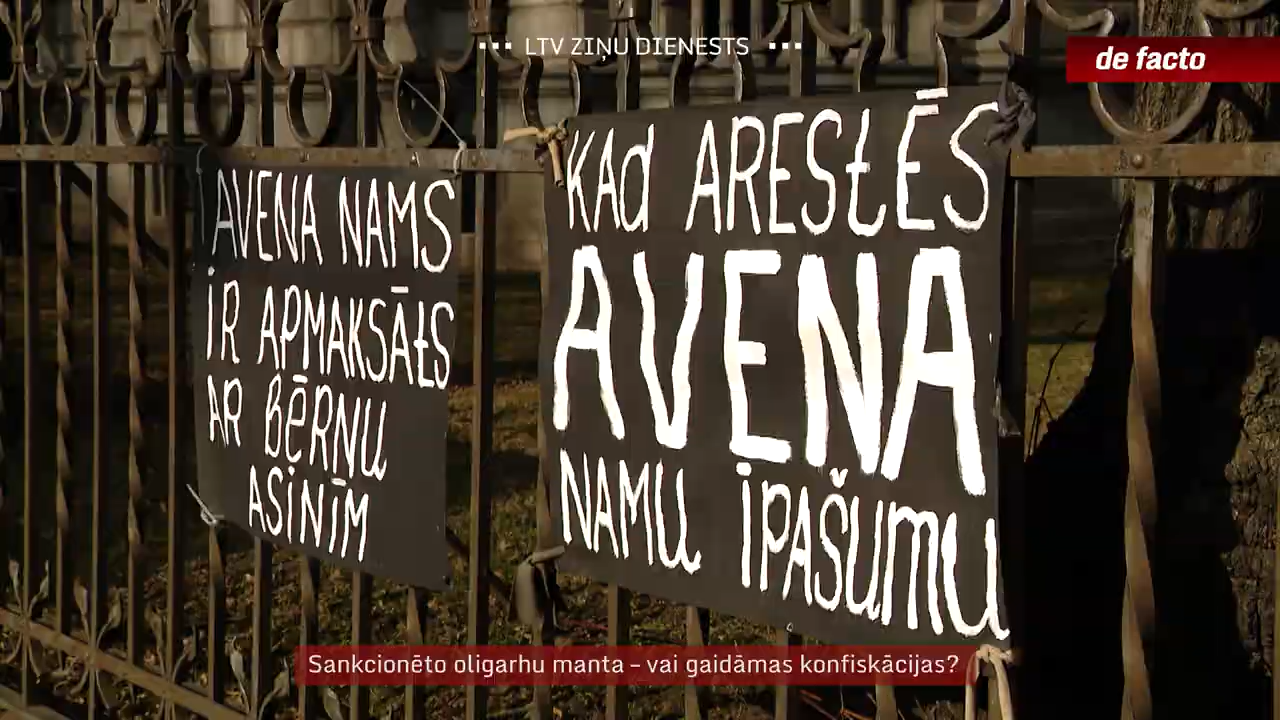 LTV ZIŅU DIENESTS
de facto
AVENA NAMS
IR APMAKSĀtS
AR BĒRNU
ASINĪM
KAd ARESTĒS
AVENA
NAMU ĪPAŠUMU
Sankcionēto oligarhu manta – vai gaidāmas konfiskācijas?